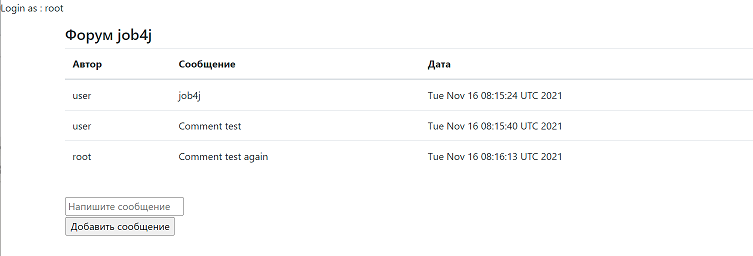 Login as : root
Форум job4j
Автор Сообщение Дата
user job4j Tue Nov 16 08:15:24 UTC 2021
user Comment test Tue Nov 16 08:15:40 UTC 2021
root Comment test again Tue Nov 16 08:16:13 UTC 2021
Напишите сообщение
Добавить сообщение